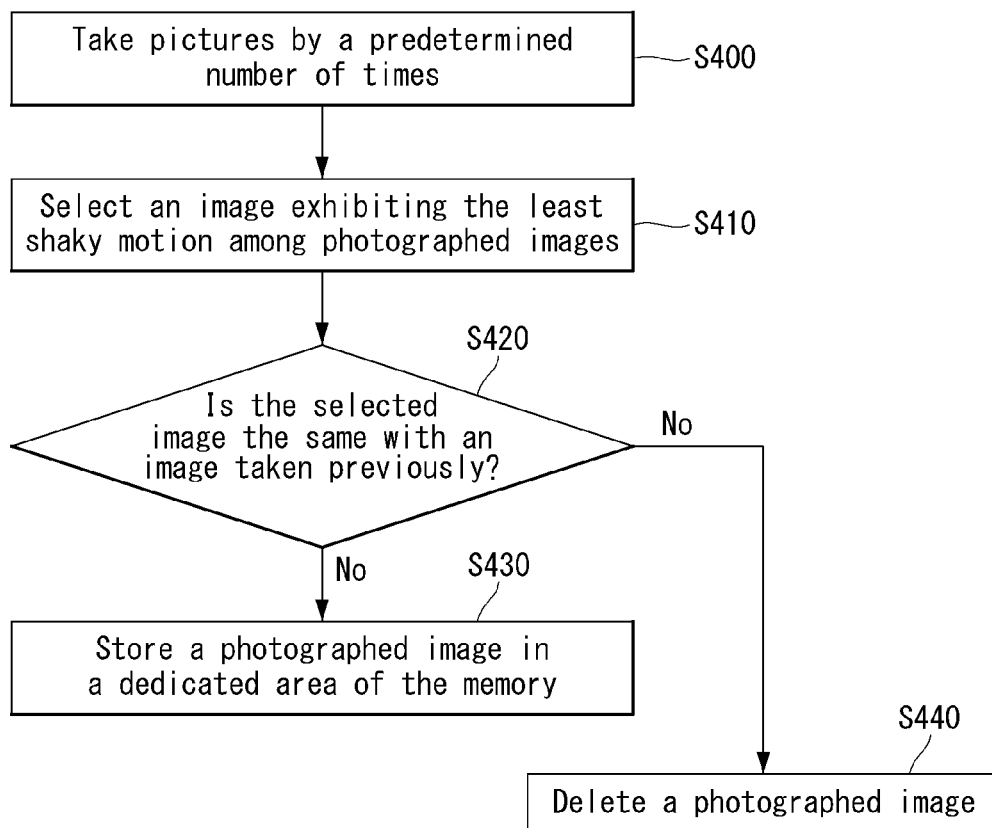 Take pictures by a predetermined
number of times
S400
Select an image exhibiting the least
shaky motion among photographed images
S410
S420
Is the selected
image the same with an
image taken previously?
No
No
S430
Store a photographed image in
a dedicated area of the memory
S440
Delete a photographed image